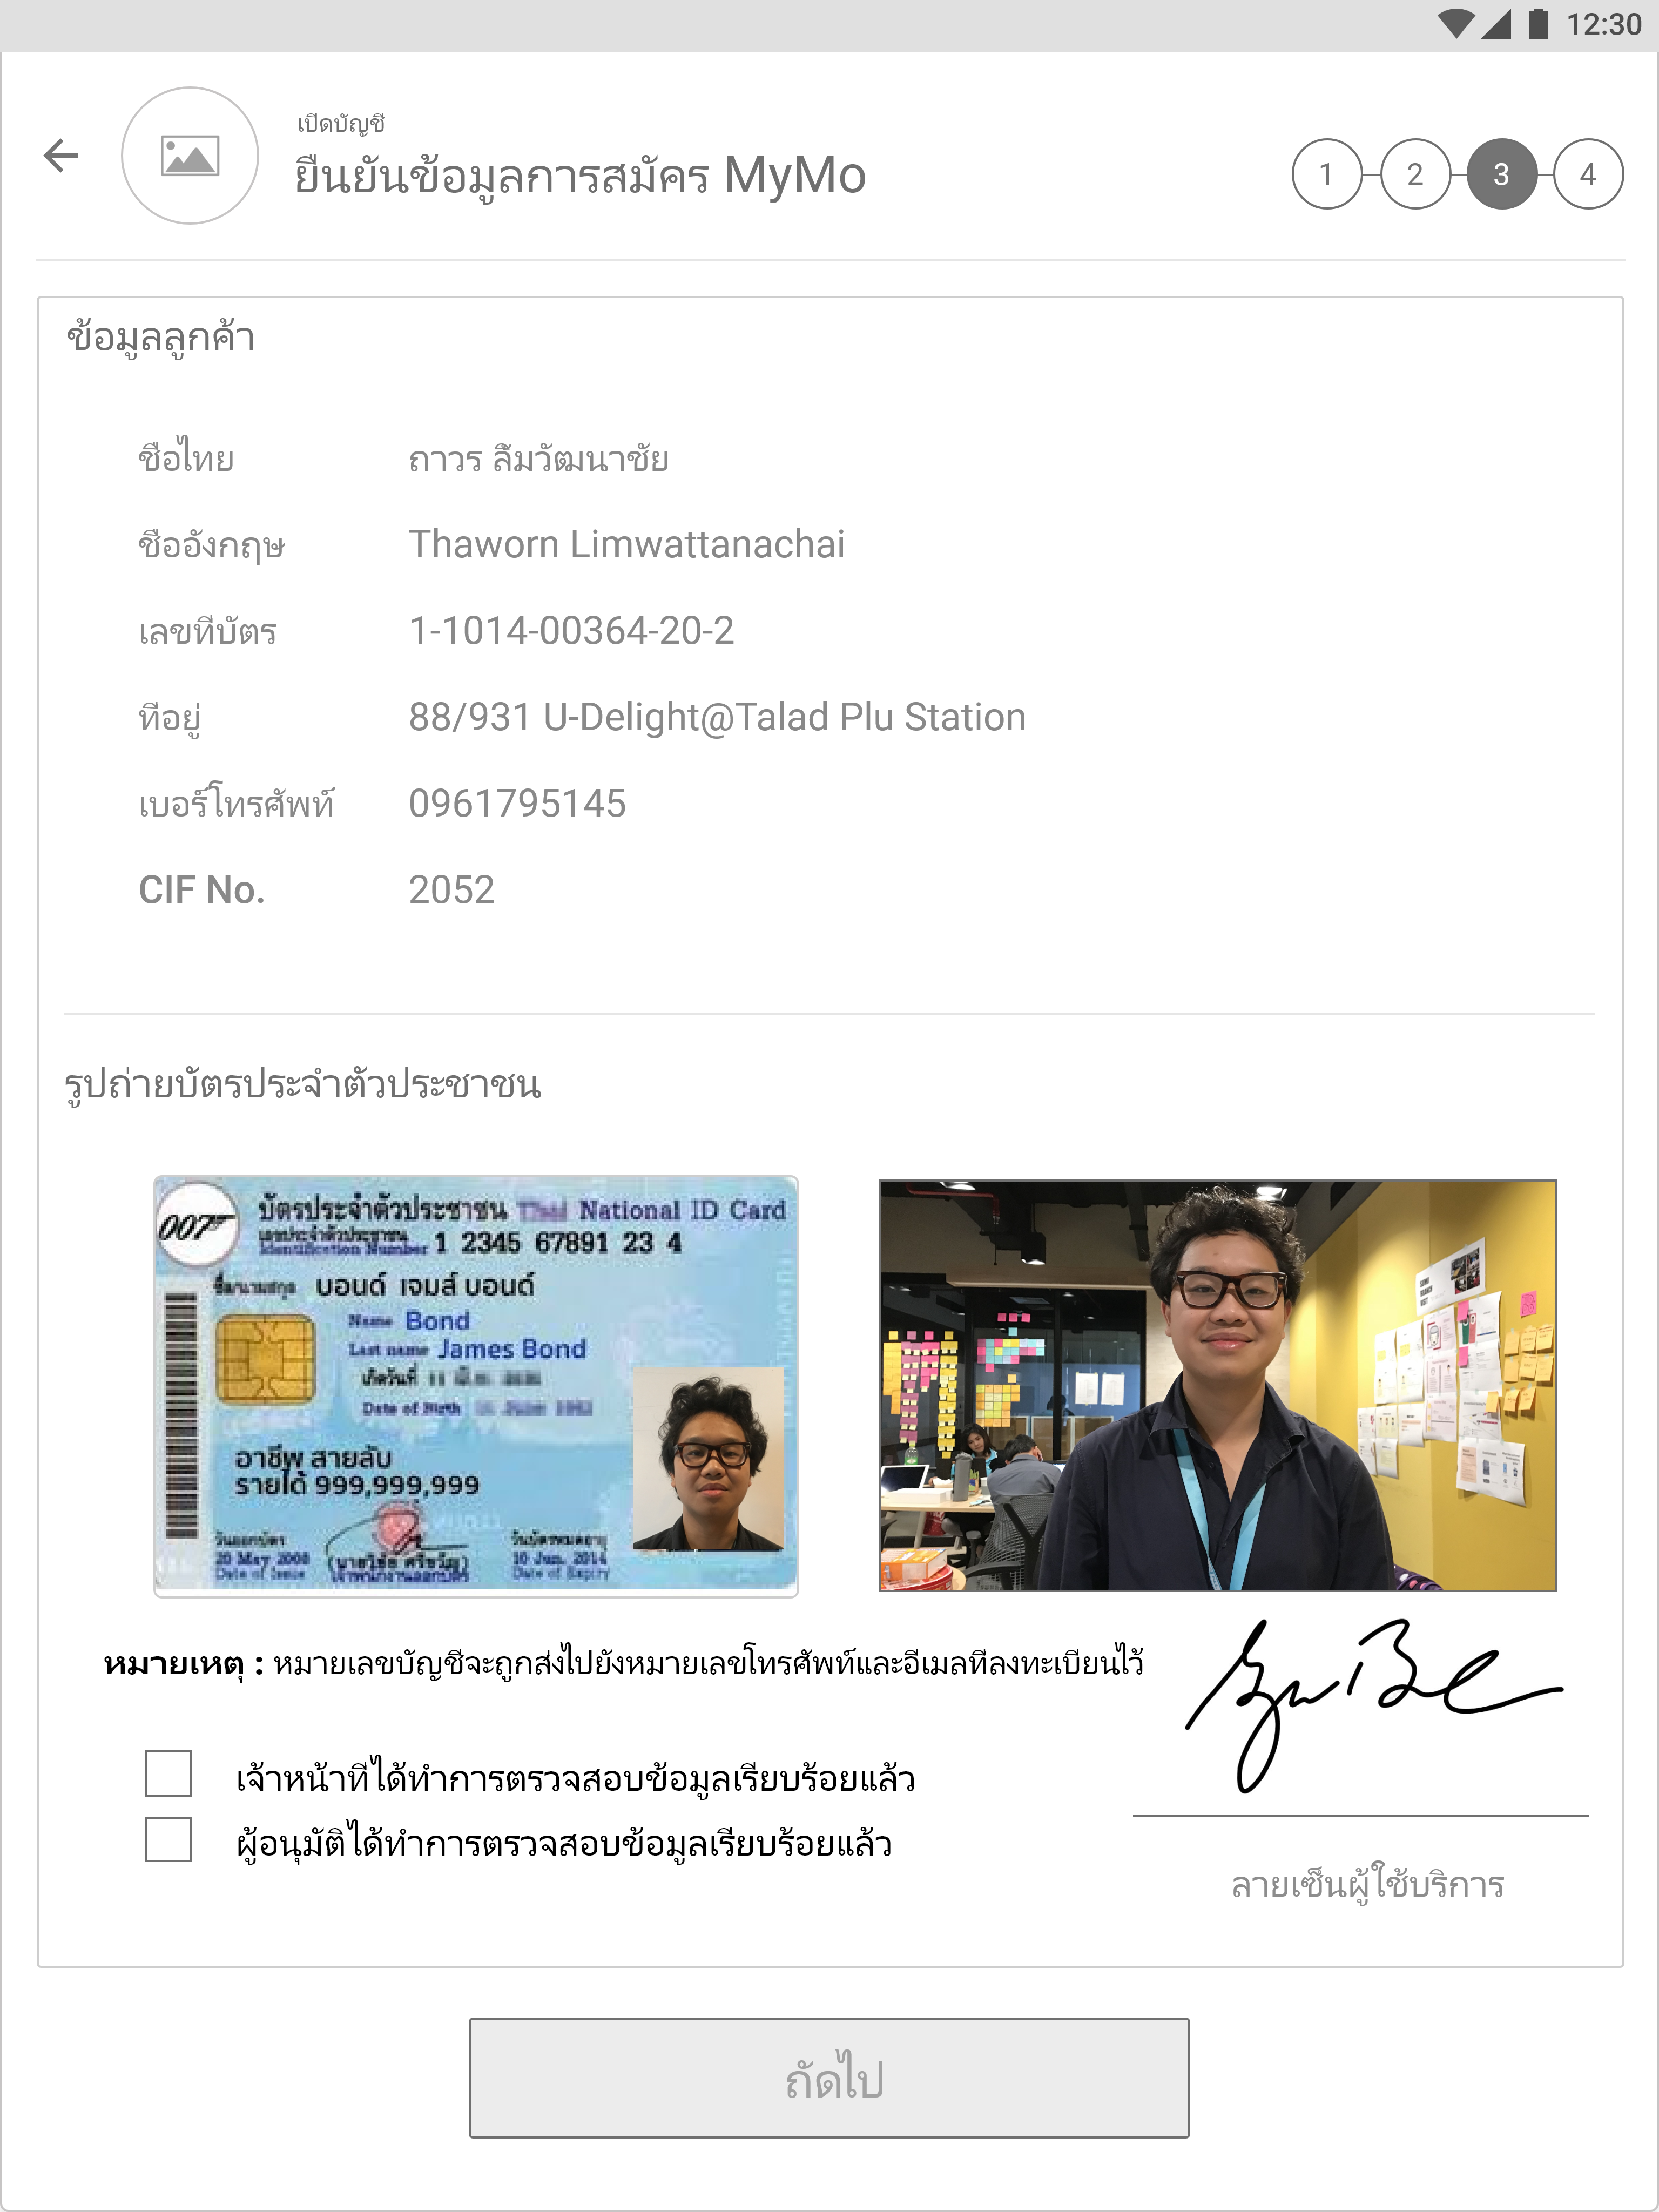 12:30
เปิดบัญชี
ยืนยันข้อมูลการสมัคร MyMo
1 2 3 4
ข้อมูลลูกค้า
ชื่อไทย ถาวร ลิ้มวัฒนาชัย
ชื่ออังกฤษ Thaworn Limwattanachai
เลขที่บัตร 1-1014-00364-20-2
ที่อยู่ 88/931 U-Delight@Talad Plu Station
เบอร์โทรศัพท์ 0961795145
CIF No. 2052
รูปถ่ายบัตรประจำตัวประชาชน
007
บัตรประจำตัวประชาชน Thai National ID Card
เลขประจำตัวประชาชน
Identification Number 1 2345 67891 23 4
ชื่อและนามสกุล บอนด์ เจมส์ บอนด์
Name Bond
Last name James Bond
เกิดวันที่ 11
Date of Birth
อาชีพ สายลับ
รายได้ 999,999,999
วันออกบัตร
20 May 2008
Date of Issue
เจ้าพนักงานออกบัตร
วันบัตรหมดอายุ
10 Jun. 2014
Date of Expiry
หมายเหตุ : หมายเลขบัญชีจะถูกส่งไปยังหมายเลขโทรศัพท์และอีเมลที่ลงทะเบียนไว้
เจ้าหน้าที่ได้ทำการตรวจสอบข้อมูลเรียบร้อยแล้ว
ผู้อนุมัติได้ทำการตรวจสอบข้อมูลเรียบร้อยแล้ว
ลายเซ็นผู้ใช้บริการ
ถัดไป